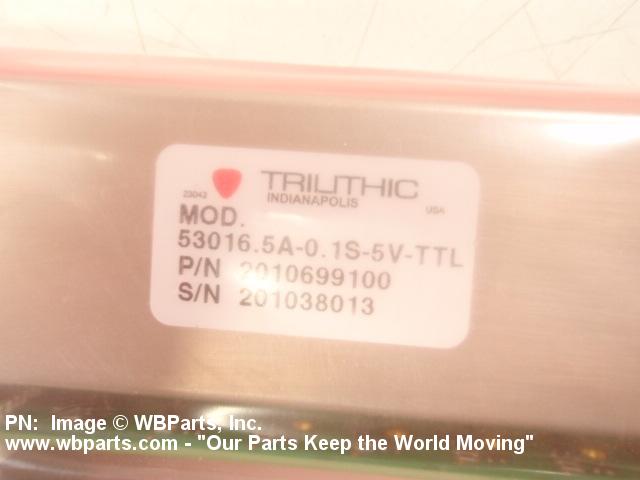 TRILITHIC
23042 INDIANAPOLIS USA
MOD.
53016.5A-0.1S-5V-TTL
P/N 2010699100
S/N 201038013
PN: Image © WBParts, Inc.
www.wbparts.com - "Our Parts Keep the World Moving"